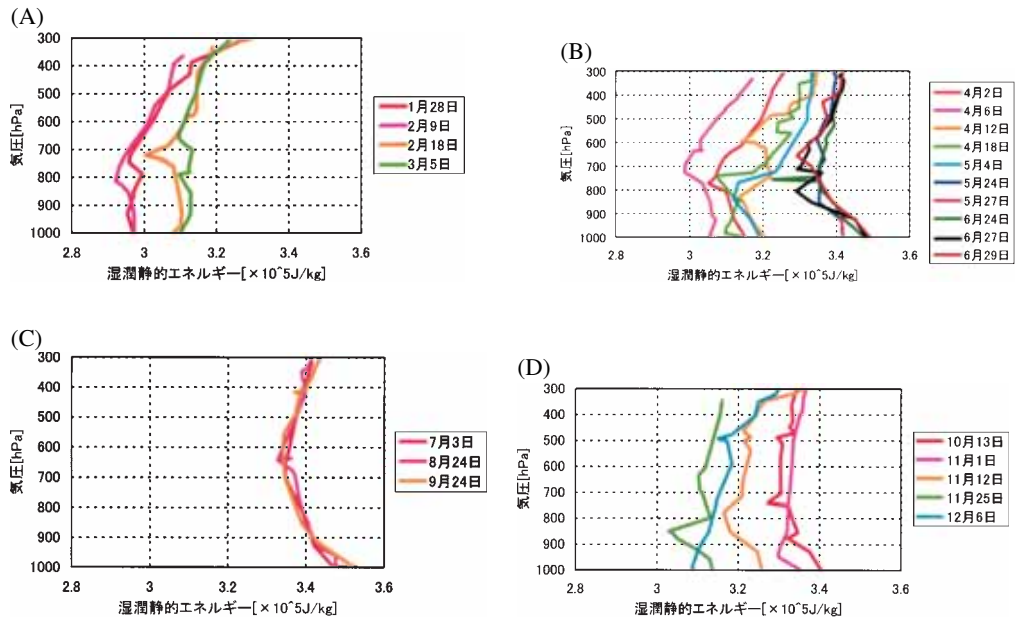 (A)
300
400
500
600
700
800
900
1000
気圧[hPa]
2.8 3 3.2 3.4 3.6
湿潤静的エネルギー[×10^5J/kg]
1月28日
2月9日
2月18日
3月5日
(B)
300
400
500
600
700
800
900
1000
気圧[hPa]
2.8 3 3.2 3.4 3.6
湿潤静的エネルギー[×10^5J/kg]
4月2日
4月6日
4月12日
4月18日
5月4日
5月24日
5月27日
6月24日
6月27日
6月29日
(C)
300
400
500
600
700
800
900
1000
気圧[hPa]
2.8 3 3.2 3.4 3.6
湿潤静的エネルギー[×10^5J/kg]
7月3日
8月24日
9月24日
(D)
300
400
500
600
700
800
900
1000
気圧[hPa]
2.8 3 3.2 3.4 3.6
湿潤静的エネルギー[×10^5J/kg]
10月13日
11月1日
11月12日
11月25日
12月6日